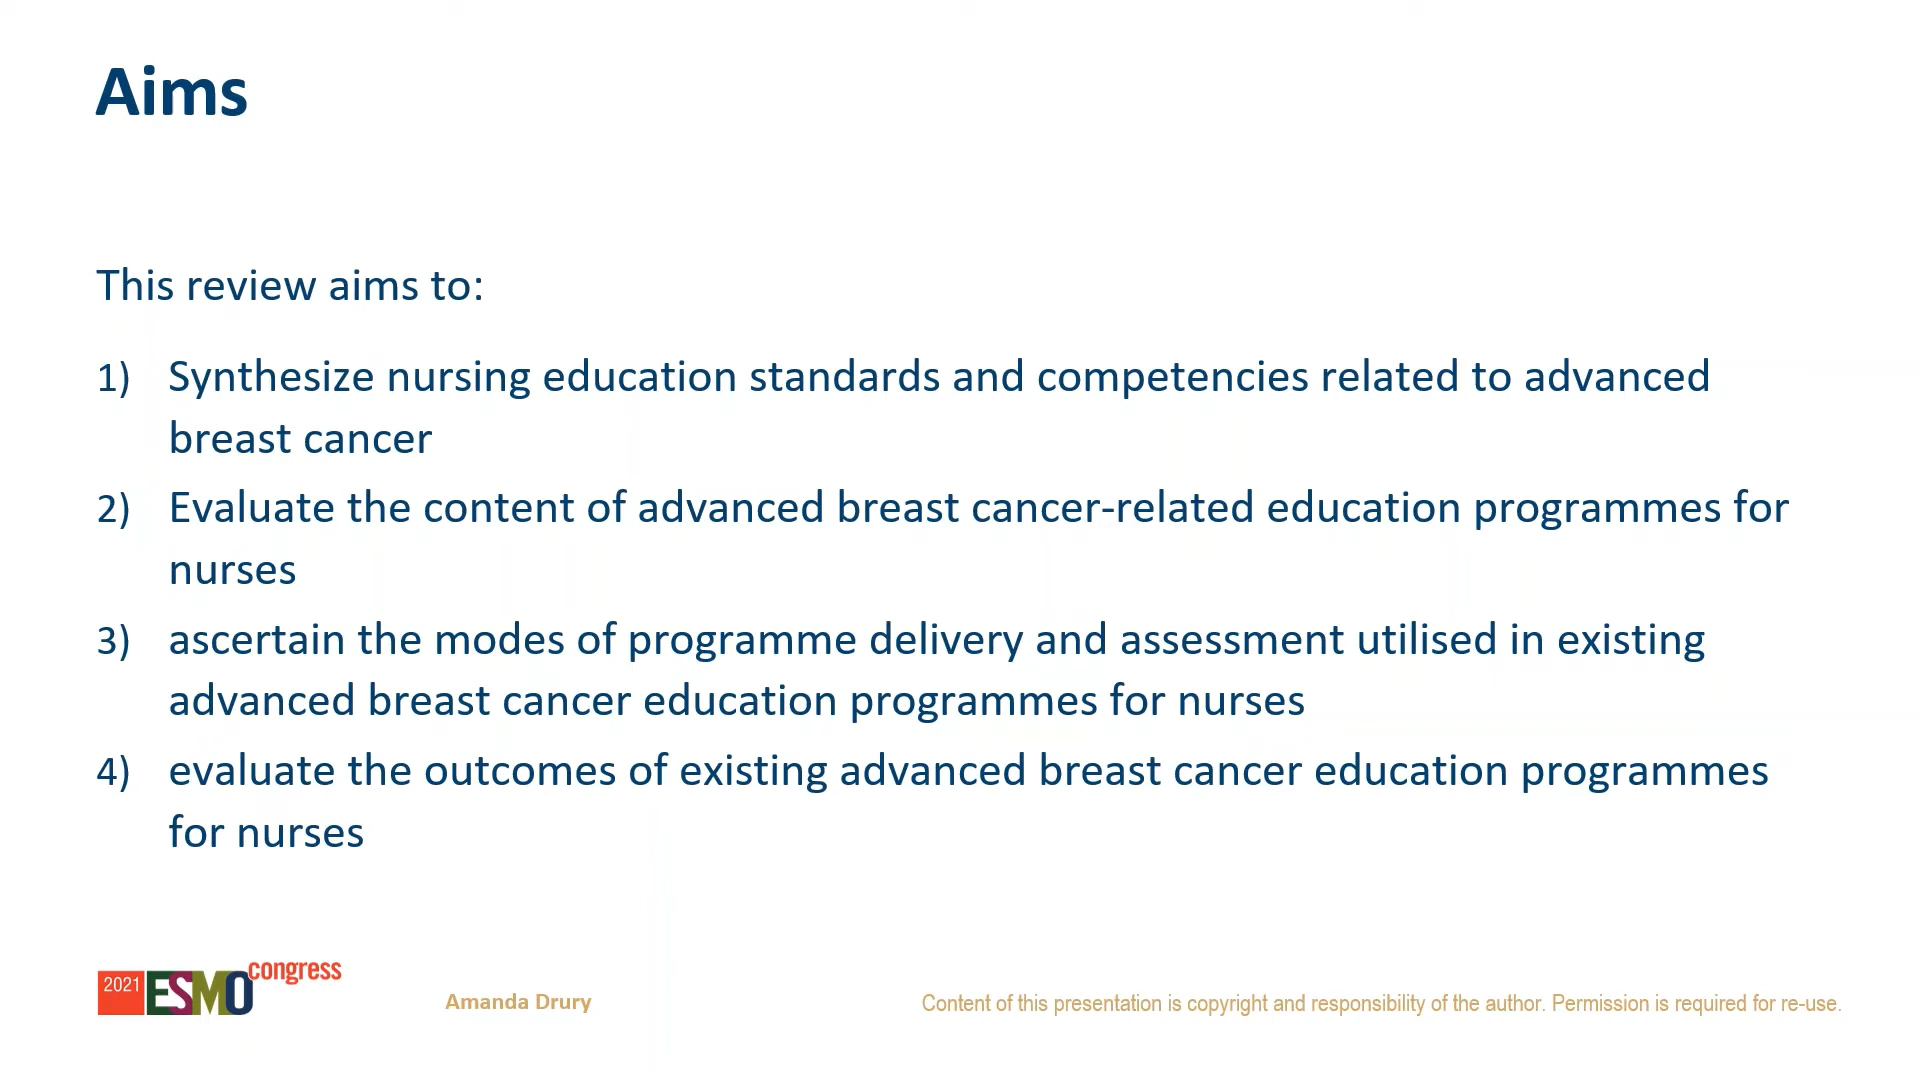 Aims
This review aims to:
1) Synthesize nursing education standards and competencies related to advanced
breast cancer
2) Evaluate the content of advanced breast cancer-related education programmes for
nurses
3) ascertain the modes of programme delivery and assessment utilised in existing
advanced breast cancer education programmes for nurses
4) evaluate the outcomes of existing advanced breast cancer education programmes
for nurses
2021 ESMO congress
Amanda Drury
Content of this presentation is copyright and responsibility of the author. Permission is required for re-use.